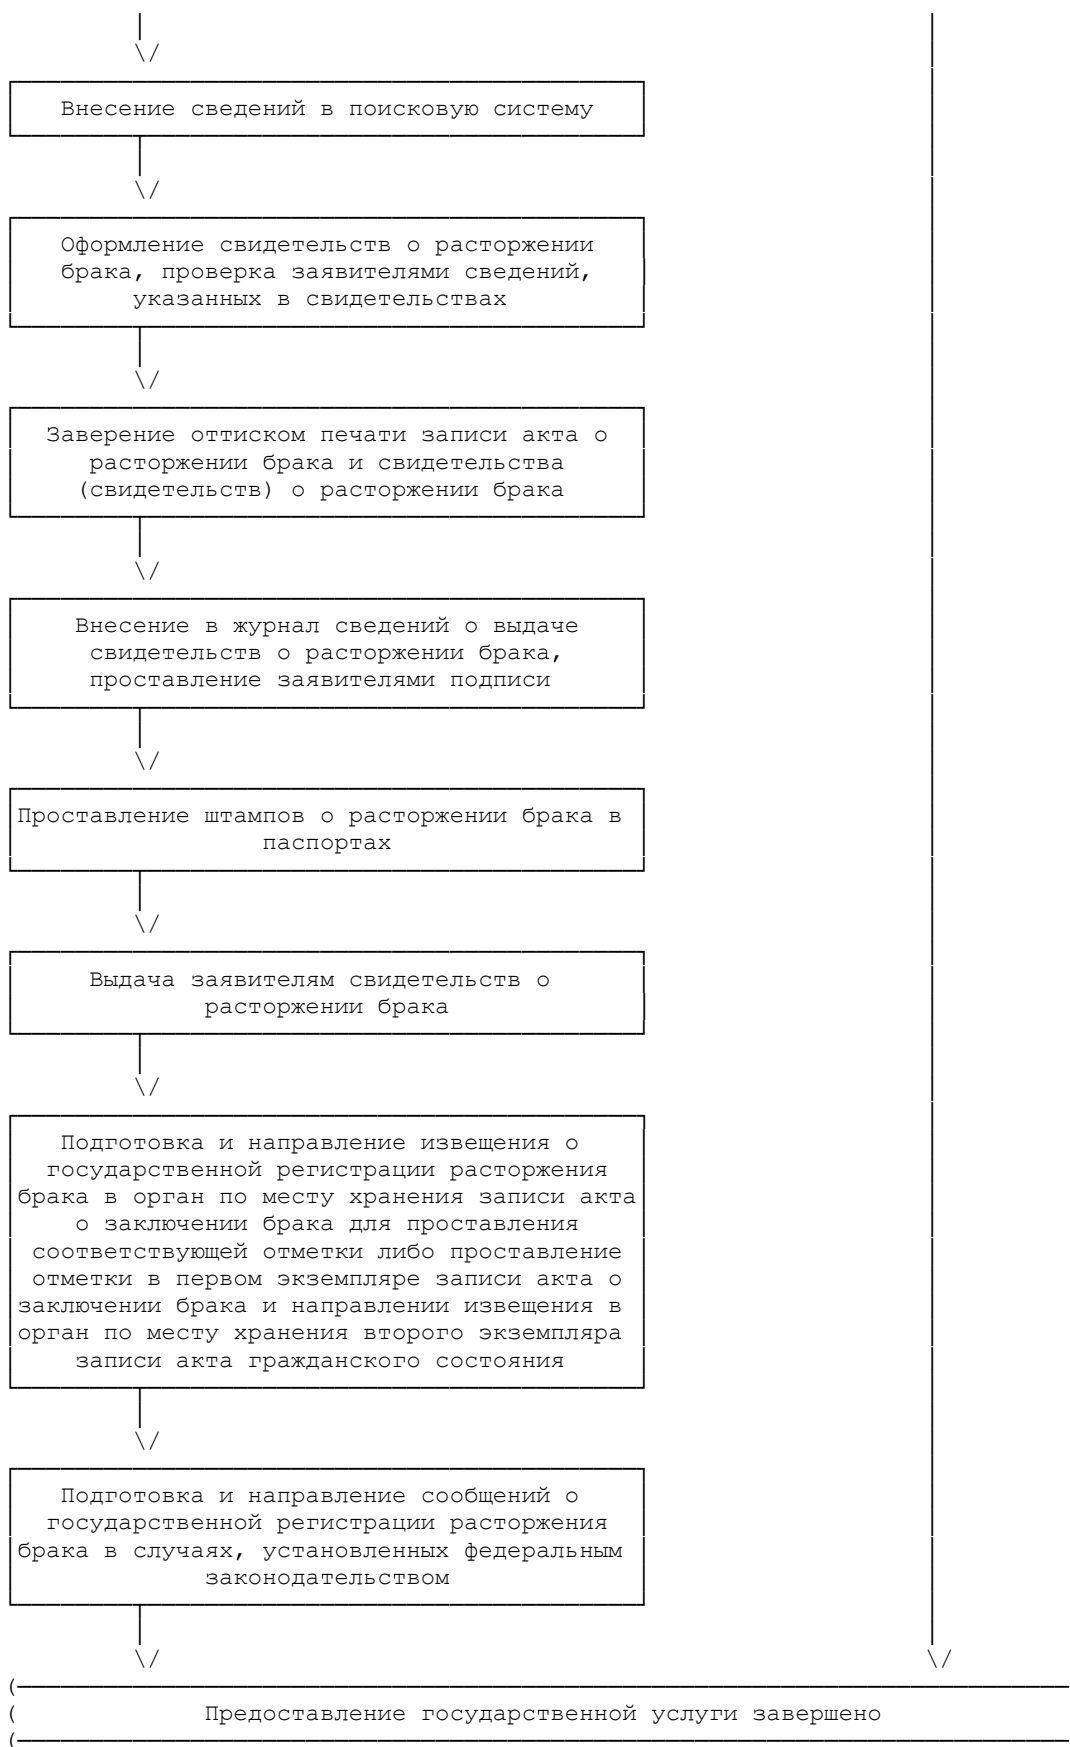 Внесение сведений в поисковую систему
Оформление свидетельств о расторжении
брака, проверка заявителями сведений,
указанных в свидетельствах
Заверение оттиском печати записи акта о
расторжении брака и свидетельства
(свидетельств) о расторжении брака
Внесение в журнал сведений о выдаче
свидетельств о расторжении брака,
проставление заявителями подписи
Проставление штампов о расторжении брака в
паспортах
Выдача заявителям свидетельств о
расторжении брака
Подготовка и направление извещения о
государственной регистрации расторжения
брака в орган по месту хранения записи акта
о заключении брака для проставления
соответствующей отметки либо проставление
отметки в первом экземпляре записи акта о
заключении брака и направлении извещения в
орган по месту хранения второго экземпляра
записи акта гражданского состояния
Подготовка и направление сообщений о
государственной регистрации расторжения
брака в случаях, установленных федеральным
законодательством
Предоставление государственной услуги завершено